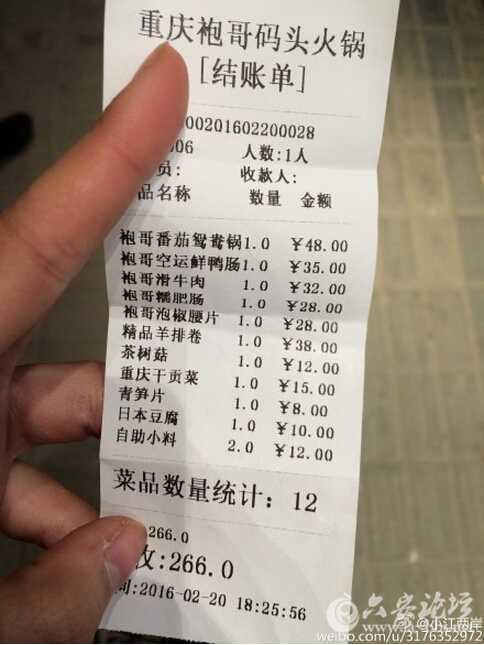 重庆袍哥码头火锅
[结账单]
00201602200028
06 人数:1人
员: 收款人:
品名称 数量 金额
袍哥番茄鸳鸯锅1.0 ¥48.00
袍哥空运鲜鸭肠1.0 ¥35.00
袍哥滑牛肉 1.0 ¥32.00
袍哥糯肥肠 1.0 ¥28.00
袍哥泡椒腰片 1.0 ¥28.00
精品羊排卷 1.0 ¥38.00
茶树菇 1.0 ¥12.00
重庆干贡菜 1.0 ¥15.00
青笋片 1.0 ¥8.00
日本豆腐 1.0 ¥10.00
自助小料 2.0 ¥12.00
菜品数量统计: 12
266.0
收:266.0
间:2016-02-20 18:25:56
六安论坛
@小江两岸
weibo.com/u/3176352972